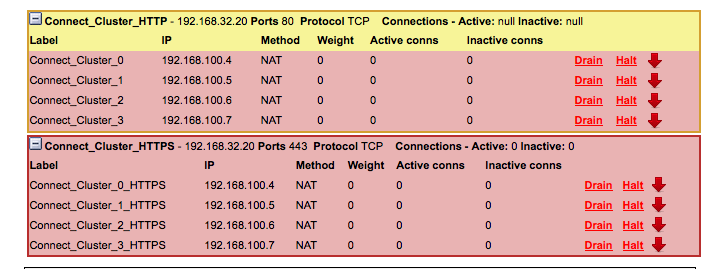 Connect_Cluster_HTTP - 192.168.32.20 Ports 80 Protocol TCP Connections - Active: null Inactive: null
Label IP Method Weight Active conns Inactive conns
Connect_Cluster_0 192.168.100.4 NAT 0 0 0 Drain Halt
Connect_Cluster_1 192.168.100.5 NAT 0 0 0 Drain Halt
Connect_Cluster_2 192.168.100.6 NAT 0 0 0 Drain Halt
Connect_Cluster_3 192.168.100.7 NAT 0 0 0 Drain Halt
Connect_Cluster_HTTPS - 192.168.32.20 Ports 443 Protocol TCP Connections - Active: 0 Inactive: 0
Label IP Method Weight Active conns Inactive conns
Connect_Cluster_0_HTTPS 192.168.100.4 NAT 0 0 0 Drain Halt
Connect_Cluster_1_HTTPS 192.168.100.5 NAT 0 0 0 Drain Halt
Connect_Cluster_2_HTTPS 192.168.100.6 NAT 0 0 0 Drain Halt
Connect_Cluster_3_HTTPS 192.168.100.7 NAT 0 0 0 Drain Halt